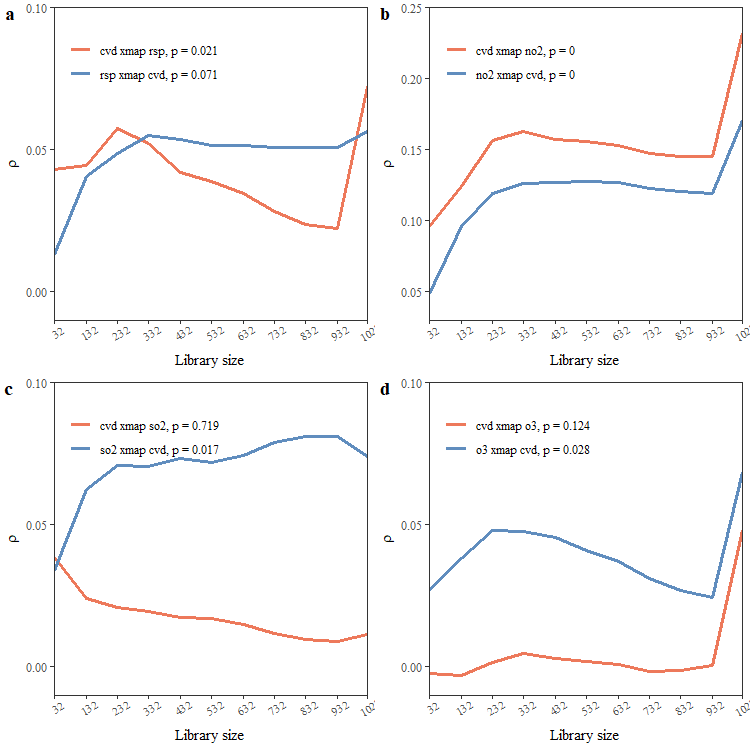 a
0.10
0.05
0.00
ρ
cvd xmap rsp, p = 0.021
rsp xmap cvd, p = 0.071
32 132 232 332 432 532 632 732 832 932 102
Library size
b
0.25
0.20
0.15
0.10
0.05
ρ
cvd xmap no2, p = 0
no2 xmap cvd, p = 0
32 132 232 332 432 532 632 732 832 932 102
Library size
c
0.10
0.05
0.00
ρ
cvd xmap so2, p = 0.719
so2 xmap cvd, p = 0.017
32 132 232 332 432 532 632 732 832 932 102
Library size
d
0.10
0.05
0.00
ρ
cvd xmap o3, p = 0.124
o3 xmap cvd, p = 0.028
32 132 232 332 432 532 632 732 832 932 102
Library size